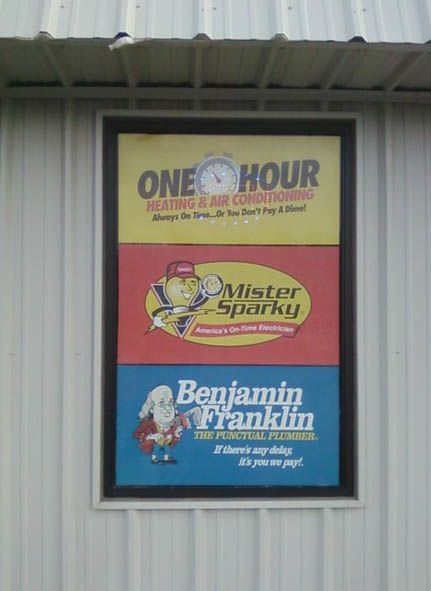 ONE HOUR
HEATING & AIR CONDITIONING
Always On Time...Or You Don't Pay A Dime!
Mister
Sparky
America's On-Time Electrician
Benjamin
Franklin
THE PUNCTUAL PLUMBER
If there's any delay,
it's you we pay!